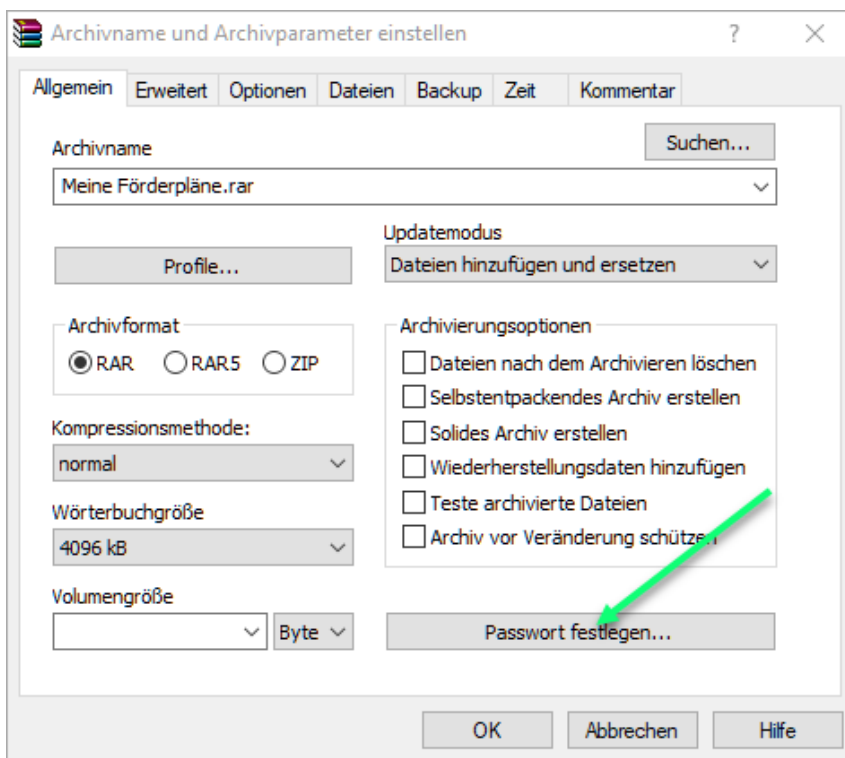 Archivname und Archivparameter einstellen ?
Allgemein Erweitert Optionen Dateien Backup Zeit Kommentar
Archivname
Suchen...
Meine Förderpläne.rar
Updatemodus
Profile...
Dateien hinzufügen und ersetzen
Archivformat
RAR RAR5 ZIP
Archivierungsoptionen
Dateien nach dem Archivieren löschen
Selbstentpackendes Archiv erstellen
Solides Archiv erstellen
Wiederherstellungsdaten hinzufügen
Teste archivierte Dateien
Archiv vor Veränderung schützen
Kompressionsmethode:
normal
Wörterbuchgröße
4096 kB
Volumengröße
Byte
Passwort festlegen...
OK Abbrechen Hilfe